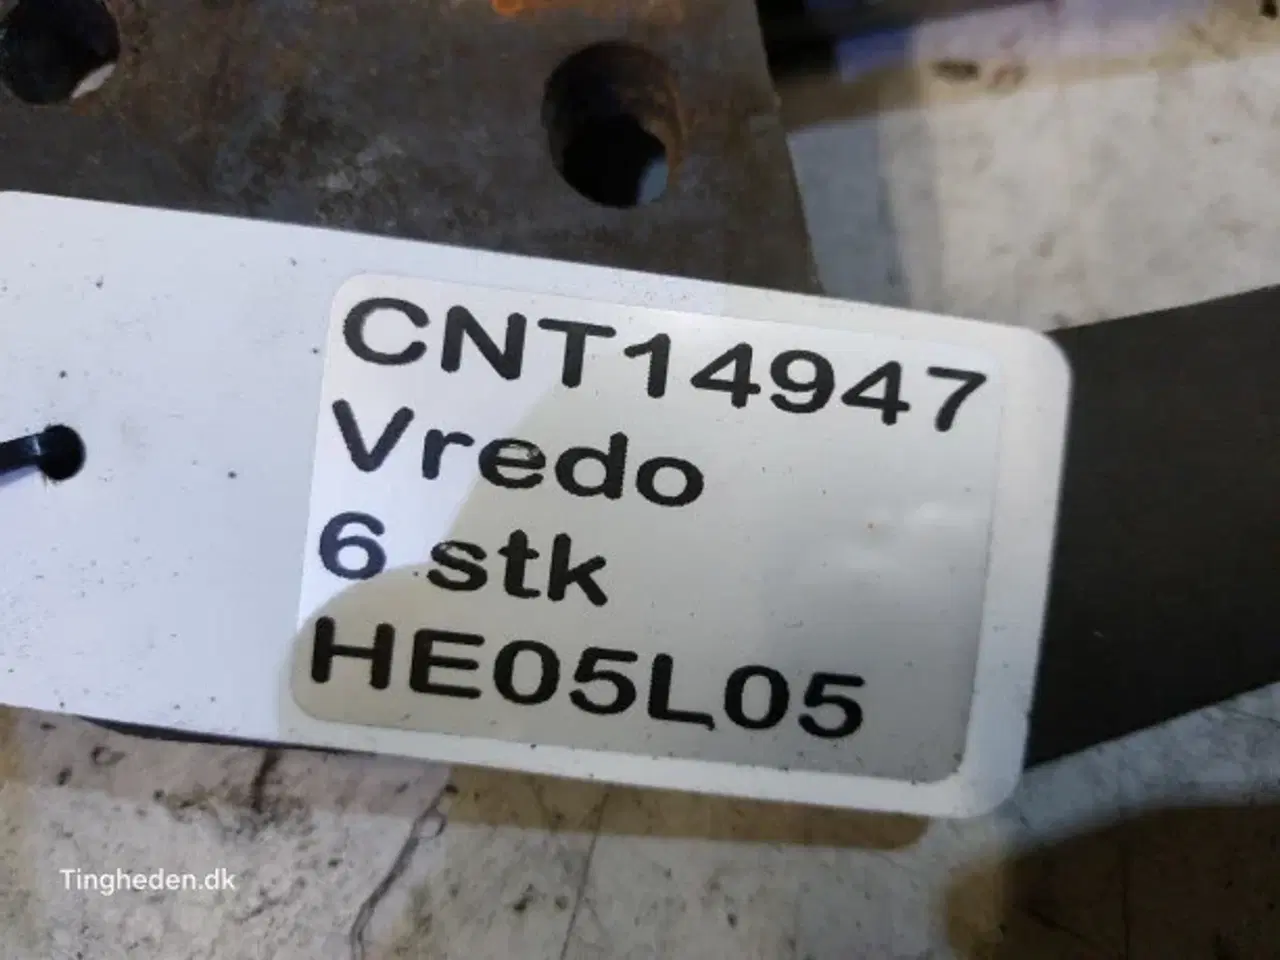 CNT14947
Vredo
6 stk
HE05L05
Tingheden.dk